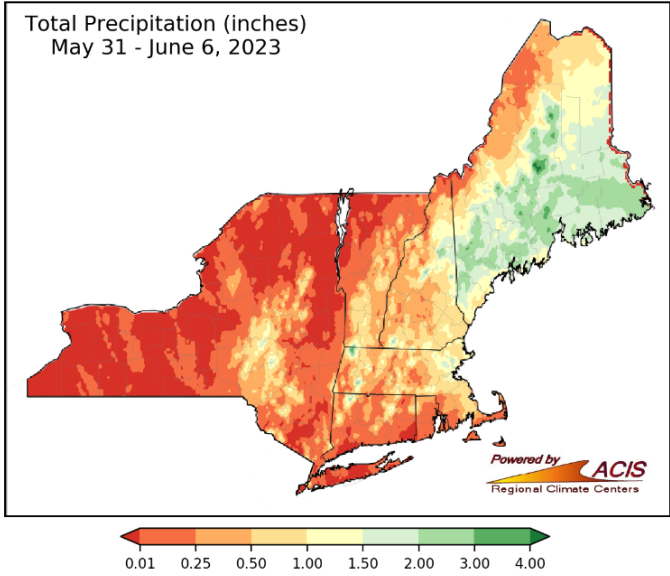 Total Precipitation (inches)
May 31 - June 6, 2023
Powered by
ACIS
Regional Climate Centers
0.01 0.25 0.50 1.00 1.50 2.00 3.00 4.00